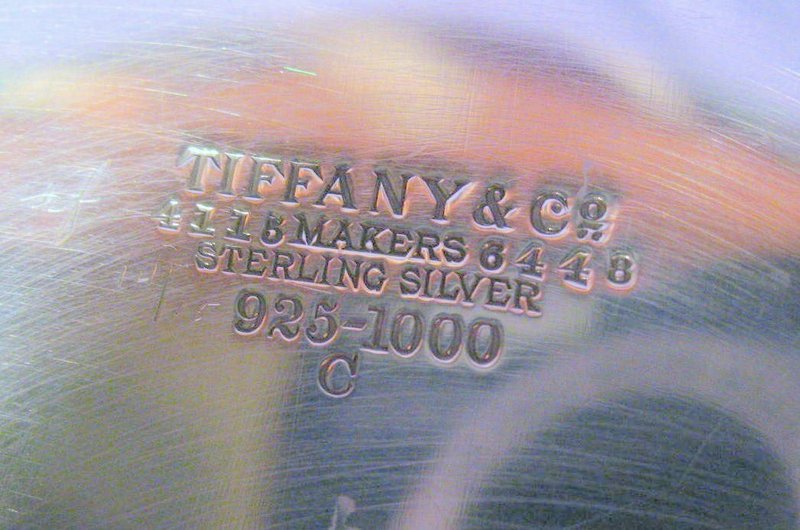 TIFFANY & Co.
4115 MAKERS 6448
STERLING SILVER
925-1000
C